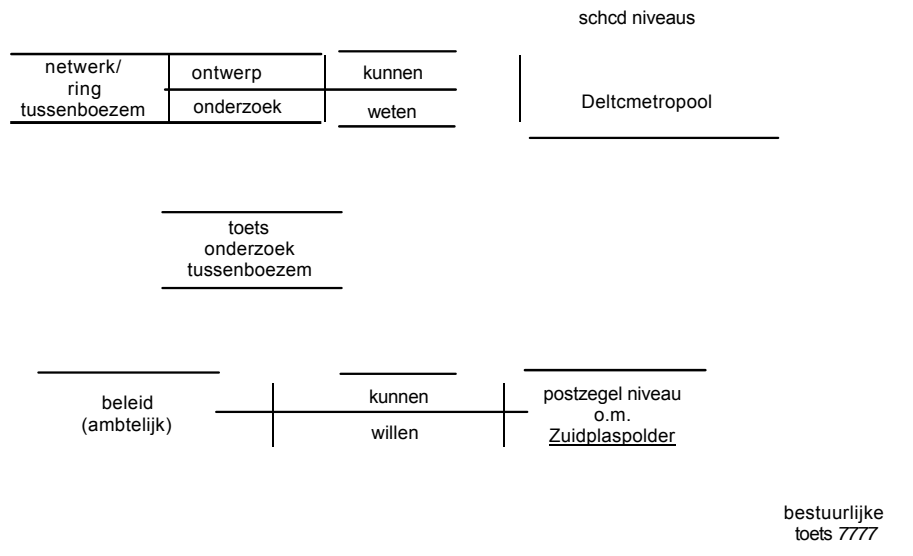 schcd niveaus
netwerk/
ring
tussenboezem
ontwerp
onderzoek
kunnen
weten
Deltcmetropool
toets
onderzoek
tussenboezem
beleid
(ambtelijk)
kunnen
willen
postzegel niveau
o.m.
Zuidplaspolder
bestuurlijke
toets 7777